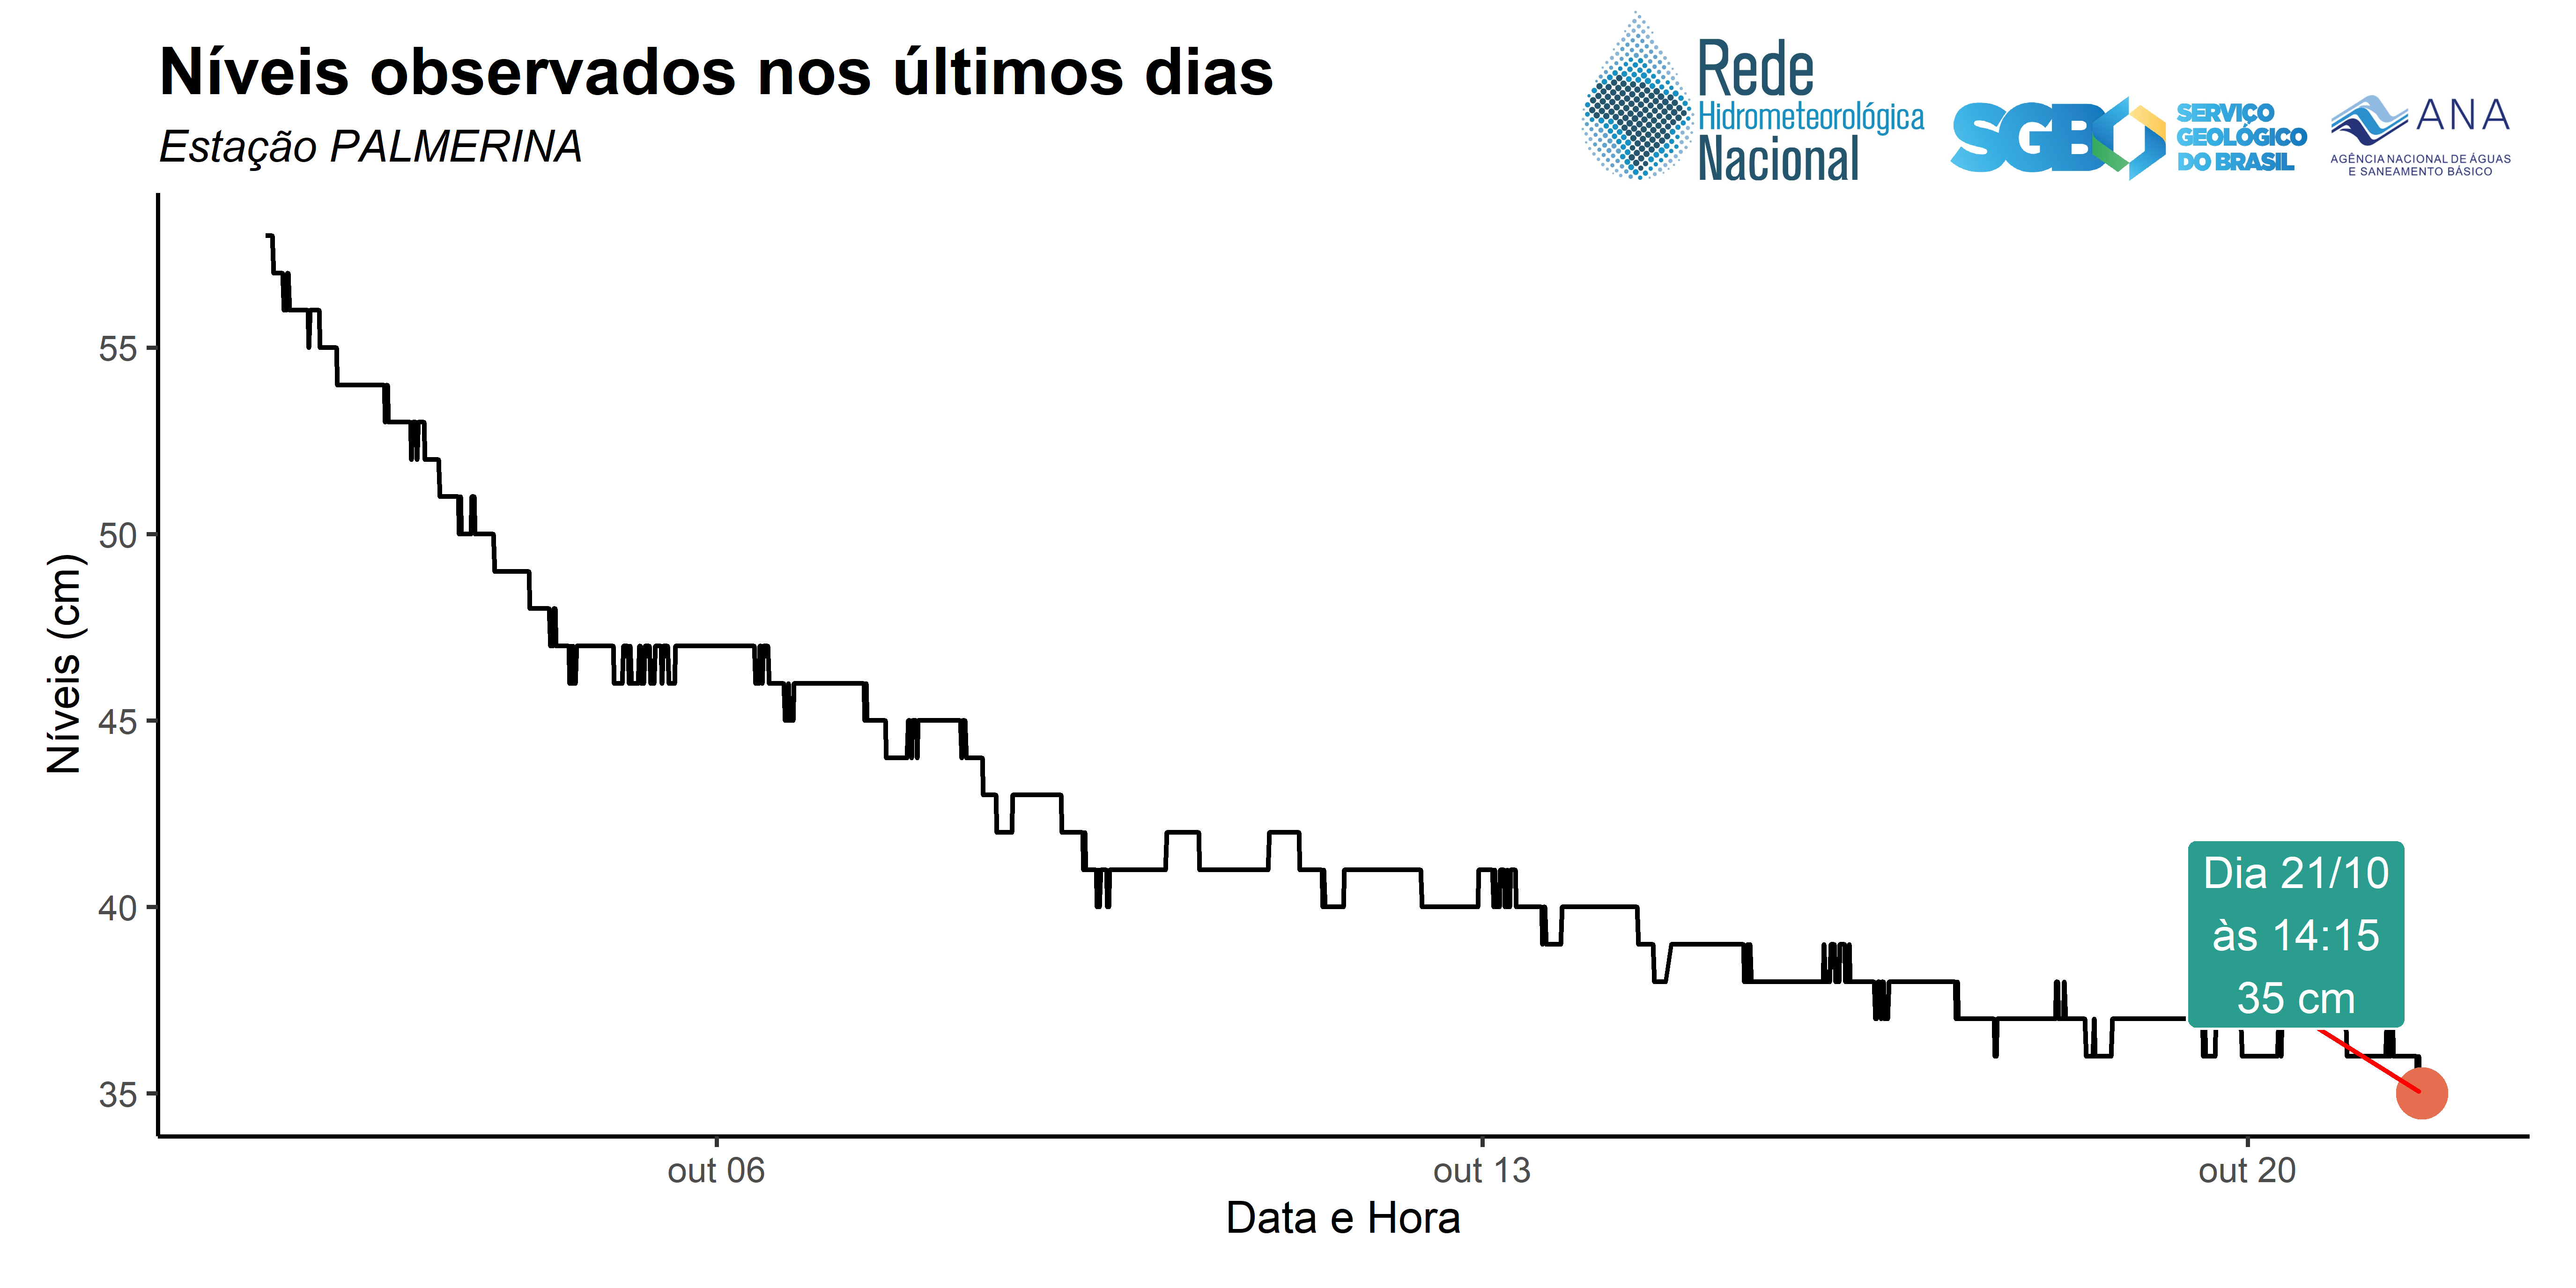 Níveis observados nos últimos dias
Estação PALMERINA
Rede
Hidrometeorológica
Nacional
SGB
SERVIÇO
GEOLÓGICO
DO BRASIL
ANA
AGÊNCIA NACIONAL DE ÁGUAS
E SANEAMENTO BÁSICO
Níveis (cm)
55
50
45
40
35
Dia 21/10
às 14:15
35 cm
out 06
out 13
out 20
Data e Hora